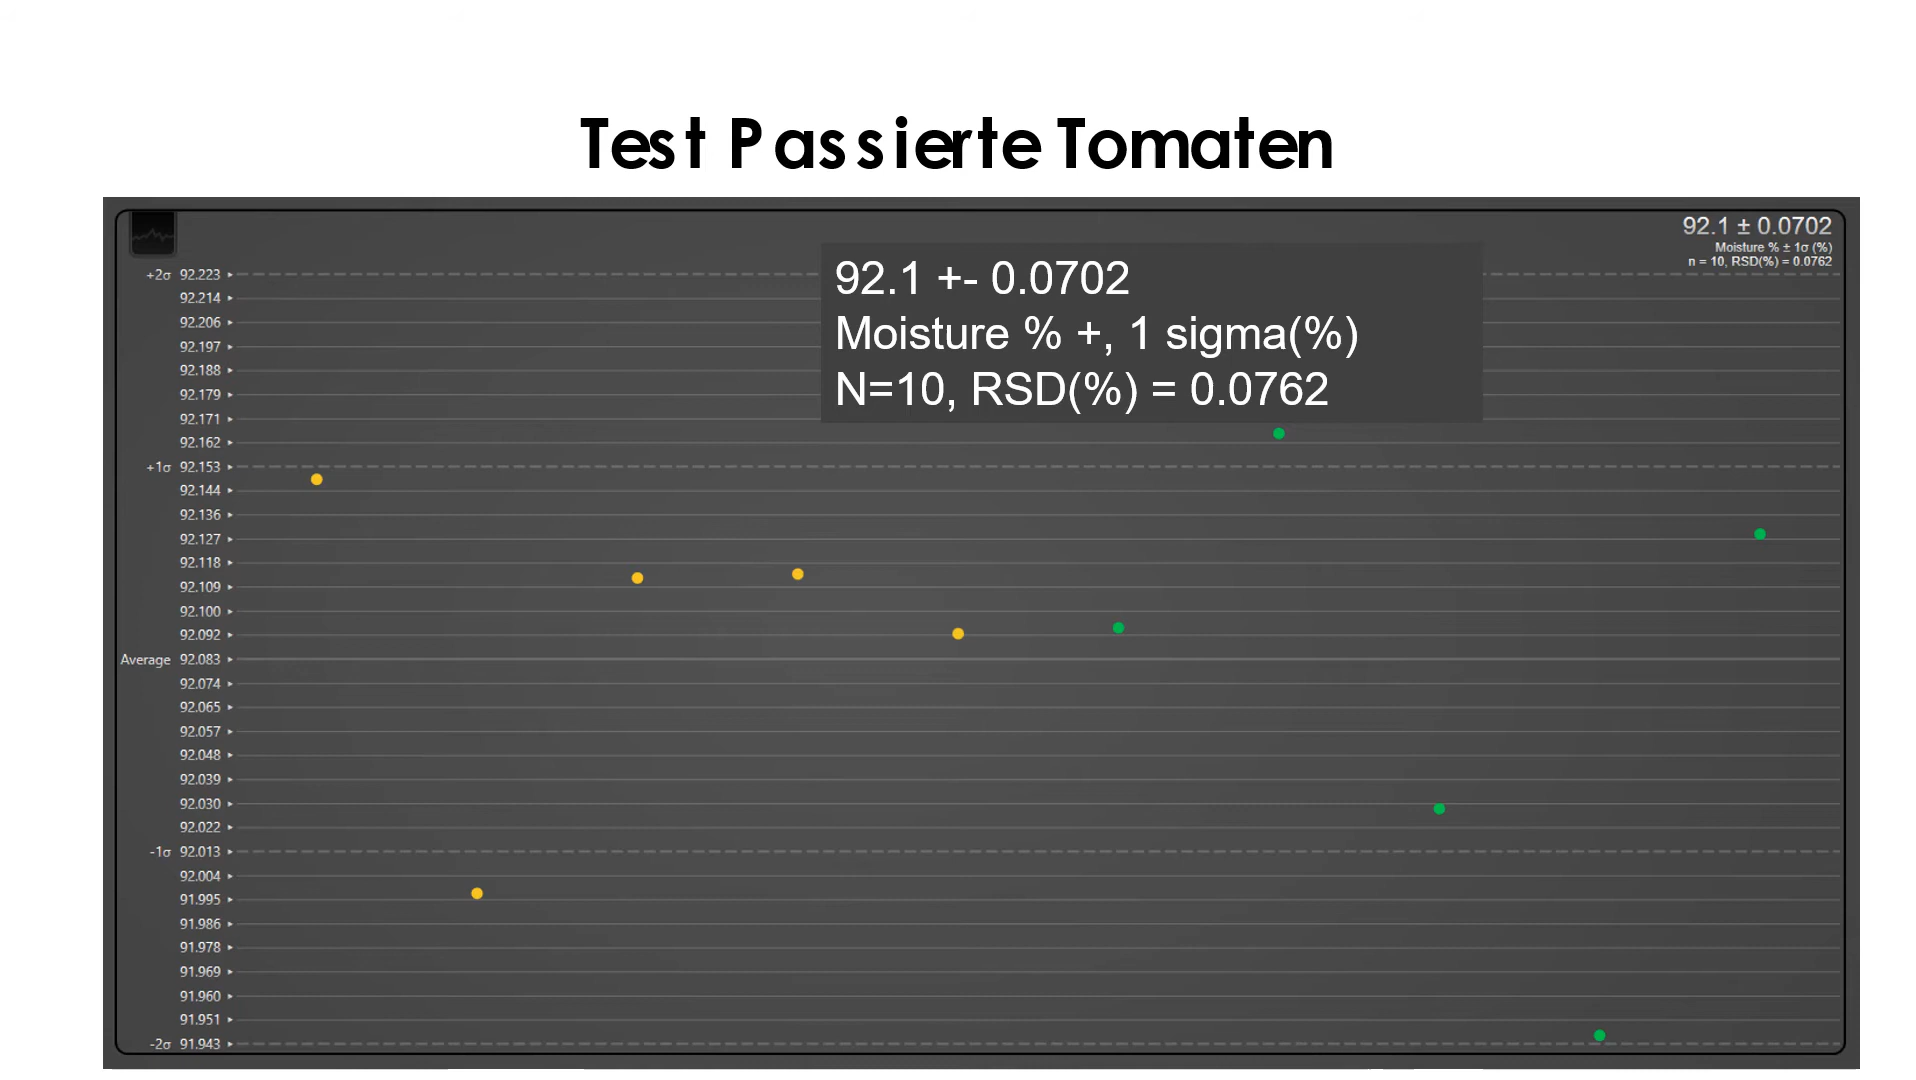 Test Passierte Tomaten
92.1 ± 0.0702
Moisture % ± 1σ (%)
n = 10, RSD(%) = 0.0762
92.1 +- 0.0702
Moisture % +, 1 sigma(%)
N=10, RSD(%) = 0.0762
+2σ 92.223
92.214
92.206
92.197
92.188
92.179
92.171
92.162
+1σ 92.153
92.144
92.136
92.127
92.118
92.109
92.100
92.092
Average 92.083
92.074
92.065
92.057
92.048
92.039
92.030
92.022
-1σ 92.013
92.004
91.995
91.986
91.978
91.969
91.960
91.951
-2σ 91.943